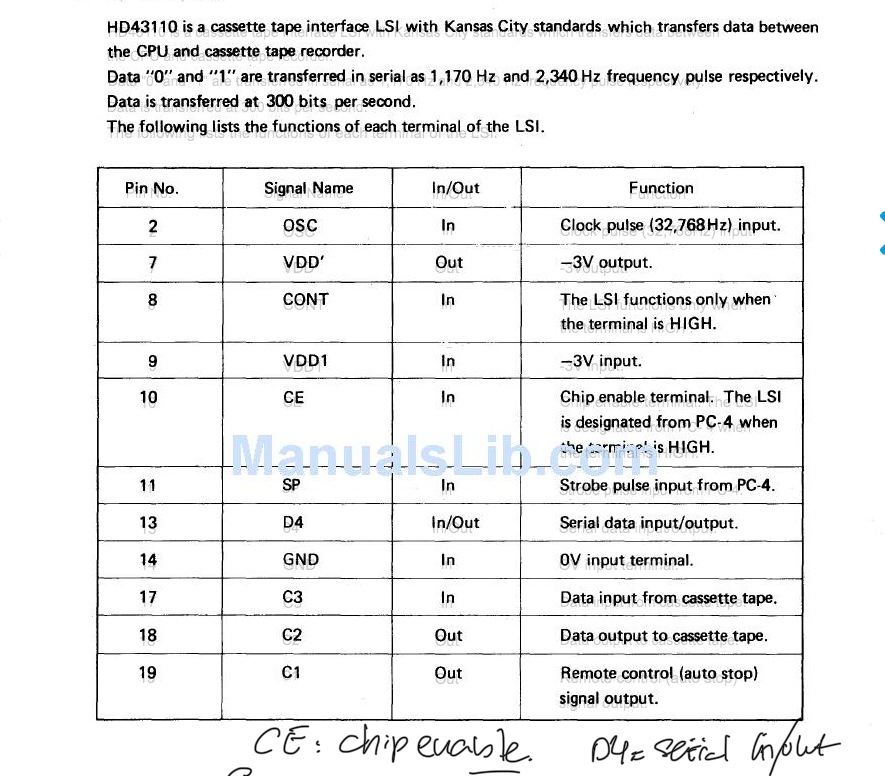 HD43110 is a cassette tape interface LSI with Kansas City standards which transfers data between
the CPU and cassette tape recorder.
Data "0" and "1" are transferred in serial as 1,170 Hz and 2,340 Hz frequency pulse respectively.
Data is transferred at 300 bits per second.
The following lists the functions of each terminal of the LSI.
Pin No. Signal Name In/Out Function
2 OSC In Clock pulse (32,768Hz) input.
7 VDD' Out –3V output.
8 CONT In The LSI functions only when
the terminal is HIGH.
9 VDD1 In –3V input.
10 CE In Chip enable terminal. The LSI
is designated from PC-4 when
the terminal is HIGH.
ManualsLib.com
11 SP In Strobe pulse input from PC-4.
13 D4 In/Out Serial data input/output.
14 GND In 0V input terminal.
17 C3 In Data input from cassette tape.
18 C2 Out Data output to cassette tape.
19 C1 Out Remote control (auto stop)
signal output.
CE: chip enable. D4= serial in/out